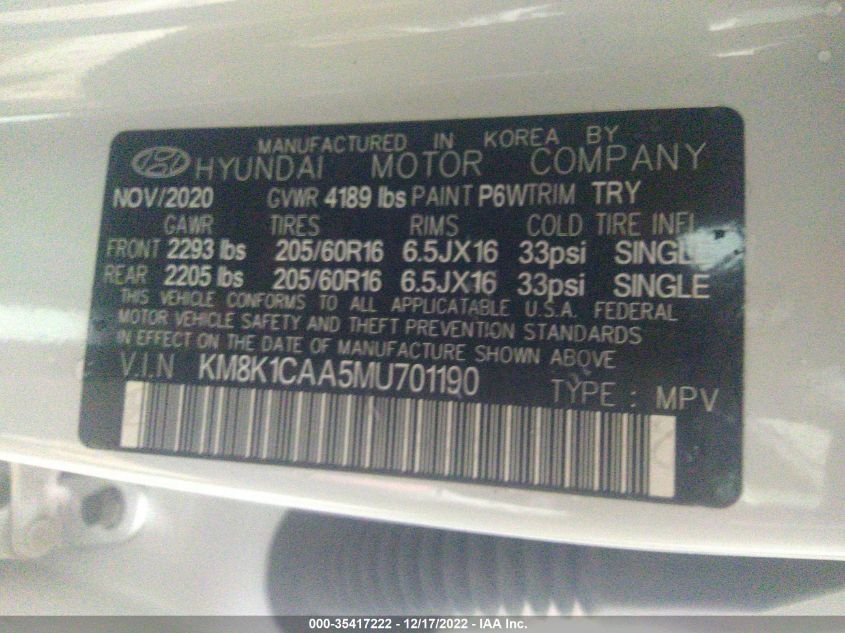 MANUFACTURED IN KOREA BY
HYUNDAI MOTOR COMPANY
NOV/2020 GVWR 4189 lbs PAINT P6W TRIM TRY
GAWR TIRES RIMS COLD TIRE INFL
FRONT 2293 lbs 205/60R16 6.5JX16 33psi SINGLE
REAR 2205 lbs 205/60R16 6.5JX16 33psi SINGLE
THIS VEHICLE CONFORMS TO ALL APPLICATABLE U.S.A. FEDERAL
MOTOR VEHICLE SAFETY AND THEFT PREVENTION STANDARDS
IN EFFECT ON THE DATE OF MANUFACTURE SHOWN ABOVE
V.I.N KM8K1CAA5MU701190
TYPE : MPV
000-35417222 - 12/17/2022 - IAA Inc.